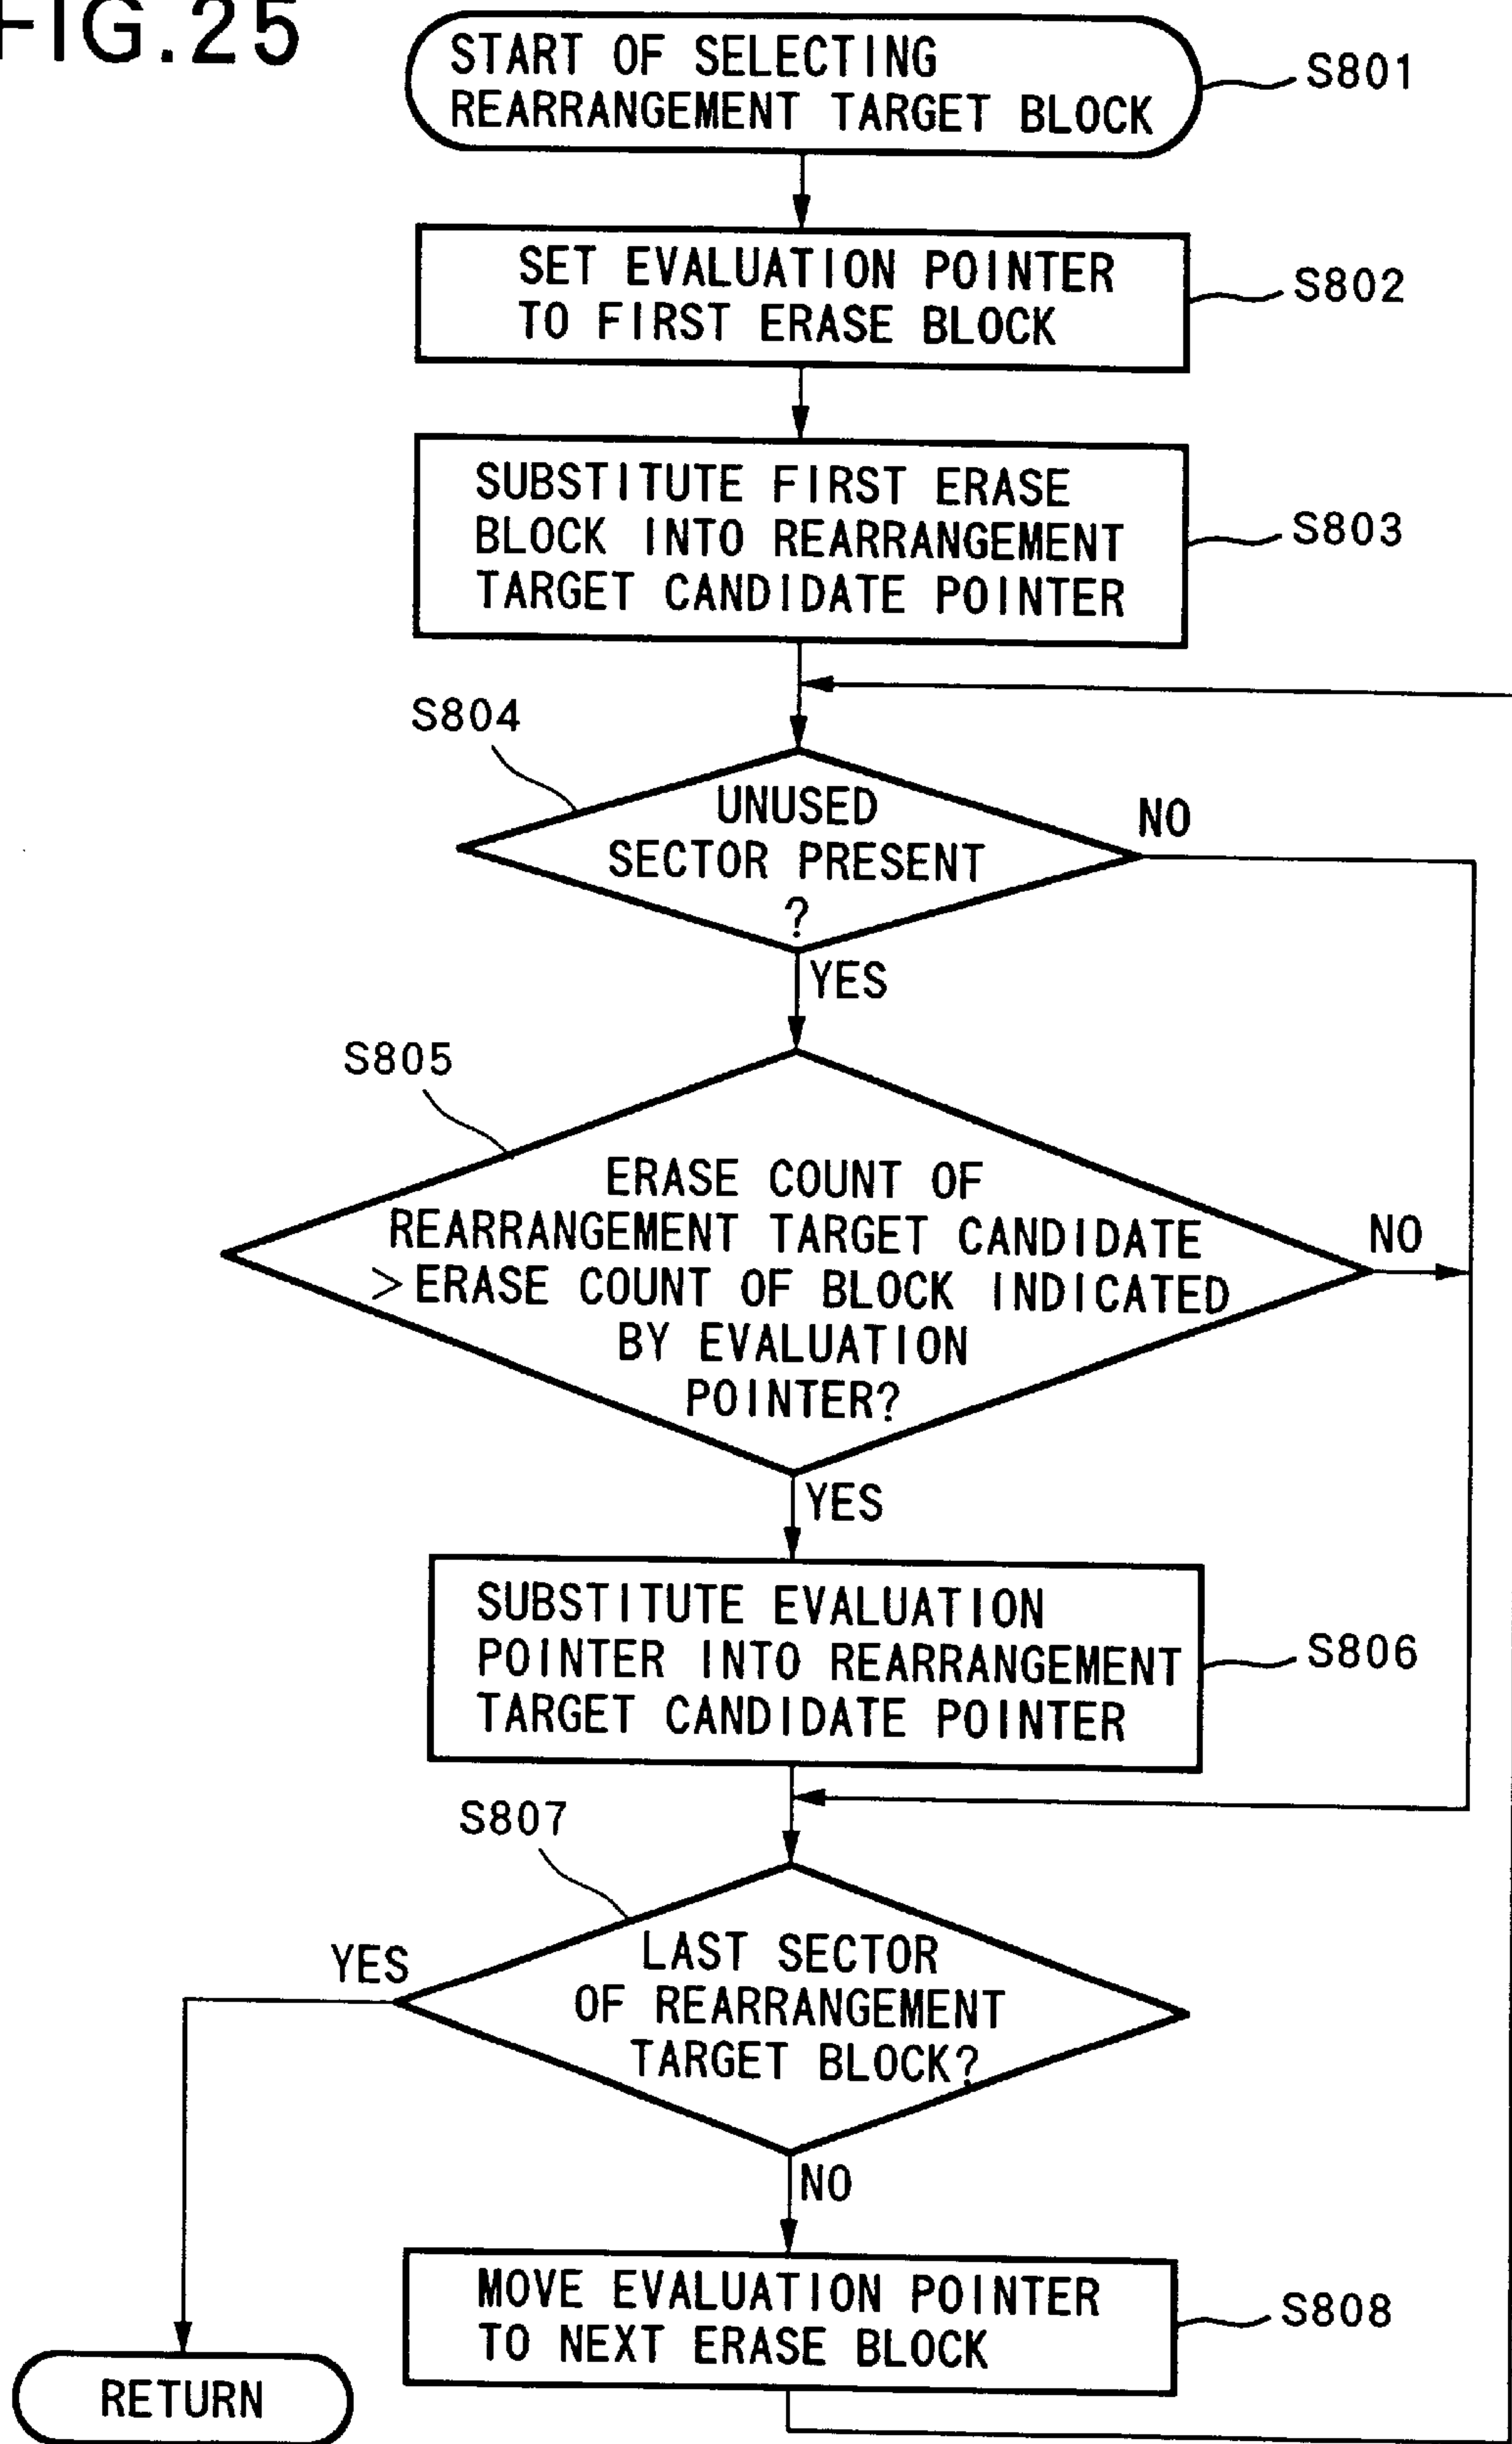 FIG.25
START OF SELECTING
REARRANGEMENT TARGET BLOCK
S801
SET EVALUATION POINTER
TO FIRST ERASE BLOCK
S802
SUBSTITUTE FIRST ERASE
BLOCK INTO REARRANGEMENT
TARGET CANDIDATE POINTER
S803
S804
UNUSED
SECTOR PRESENT
?
NO
YES
S805
ERASE COUNT OF
REARRANGEMENT TARGET CANDIDATE
>ERASE COUNT OF BLOCK INDICATED
BY EVALUATION
POINTER?
NO
YES
SUBSTITUTE EVALUATION
POINTER INTO REARRANGEMENT
TARGET CANDIDATE POINTER
S806
S807
YES
LAST SECTOR
OF REARRANGEMENT
TARGET BLOCK?
NO
MOVE EVALUATION POINTER
TO NEXT ERASE BLOCK
S808
RETURN